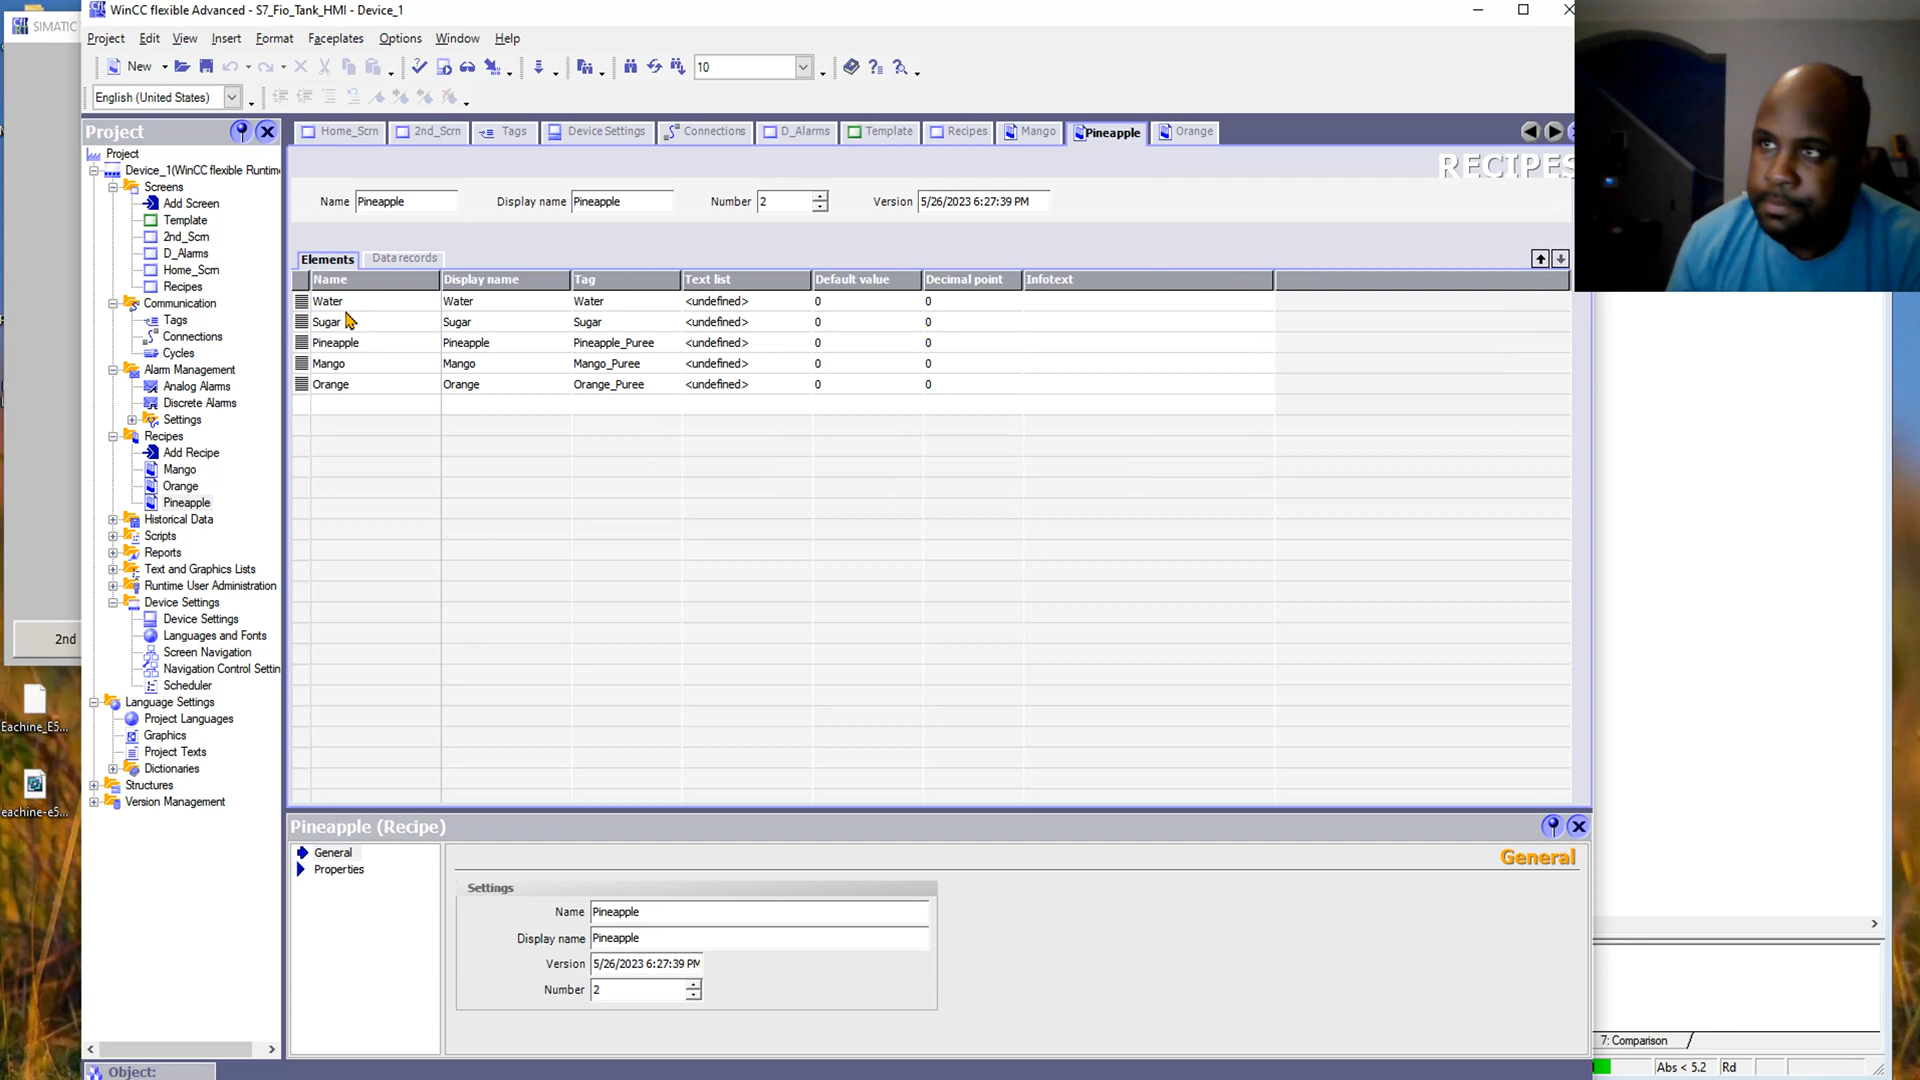 SIMATIC
WinCC flexible Advanced - S7_Fio_Tank_HMI - Device_1
Project Edit View Insert Format Faceplates Options Window Help
New
10
English (United States)
Project
Home_Scrn 2nd_Scrn Tags Device Settings Connections D_Alarms Template Recipes Mango Pineapple Orange
RECIPES
Name Pineapple Display name Pineapple Number 2 Version 5/26/2023 6:27:39 PM
Elements Data records
Name Display name Tag Text list Default value Decimal point Infotext
Water Water Water <undefined> 0 0
Sugar Sugar Sugar <undefined> 0 0
Pineapple Pineapple Pineapple_Puree <undefined> 0 0
Mango Mango Mango_Puree <undefined> 0 0
Orange Orange Orange_Puree <undefined> 0 0
Project
Device_1(WinCC flexible Runtim
Screens
Add Screen
Template
2nd_Scrn
D_Alarms
Home_Scrn
Recipes
Communication
Tags
Connections
Cycles
Alarm Management
Analog Alarms
Discrete Alarms
Settings
Recipes
Add Recipe
Mango
Orange
Pineapple
Historical Data
Scripts
Reports
Text and Graphics Lists
Runtime User Administration
Device Settings
Device Settings
Languages and Fonts
Screen Navigation
Navigation Control Settin
Scheduler
Language Settings
Project Languages
Graphics
Project Texts
Dictionaries
Structures
Version Management
2nd
Eachine_E5...
eachine-e5...
Pineapple (Recipe)
General
Properties
General
Settings
Name Pineapple
Display name Pineapple
Version 5/26/2023 6:27:39 PM
Number 2
Object:
7: Comparison
Abs < 5.2 Rd